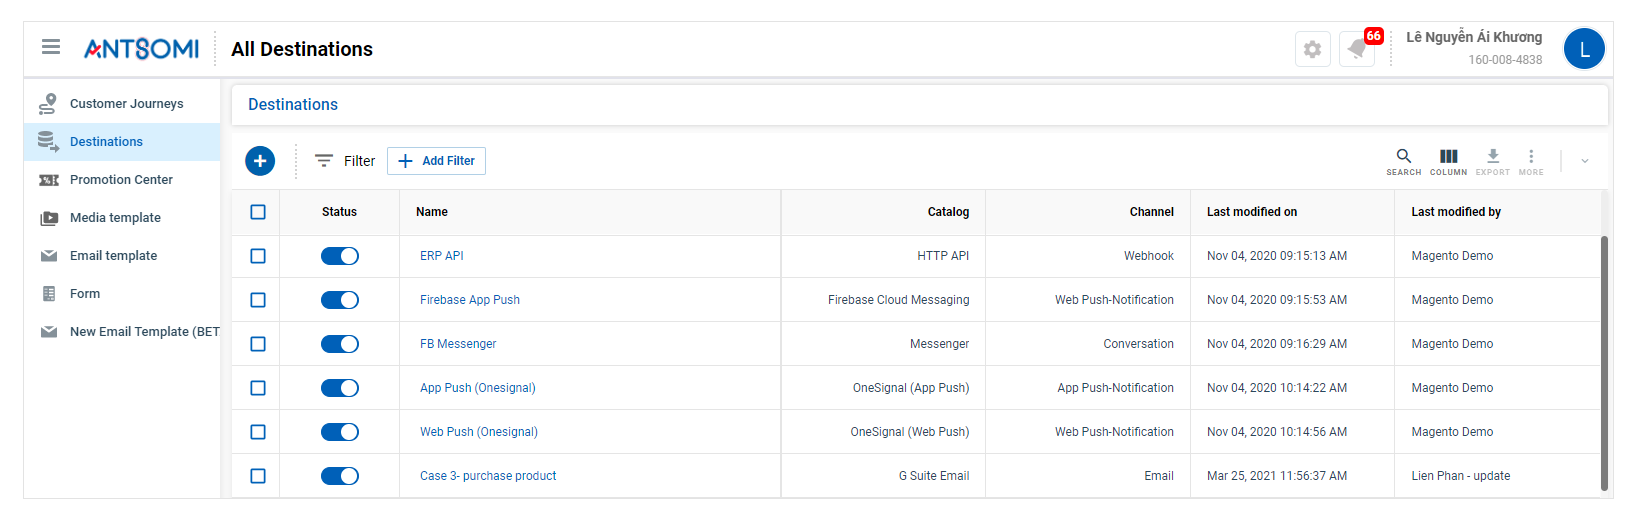 ANTSOMI All Destinations 66 Lê Nguyễn Ái Khương
160-008-4838 L
Customer Journeys
Destinations
Promotion Center
Media template
Email template
Form
New Email Template (BET
Destinations
Filter Add Filter SEARCH COLUMN EXPORT MORE
Status Name Catalog Channel Last modified on Last modified by
ERP API HTTP API Webhook Nov 04, 2020 09:15:13 AM Magento Demo
Firebase App Push Firebase Cloud Messaging Web Push-Notification Nov 04, 2020 09:15:53 AM Magento Demo
FB Messenger Messenger Conversation Nov 04, 2020 09:16:29 AM Magento Demo
App Push (Onesignal) OneSignal (App Push) App Push-Notification Nov 04, 2020 10:14:22 AM Magento Demo
Web Push (Onesignal) OneSignal (Web Push) Web Push-Notification Nov 04, 2020 10:14:56 AM Magento Demo
Case 3- purchase product G Suite Email Email Mar 25, 2021 11:56:37 AM Lien Phan - update